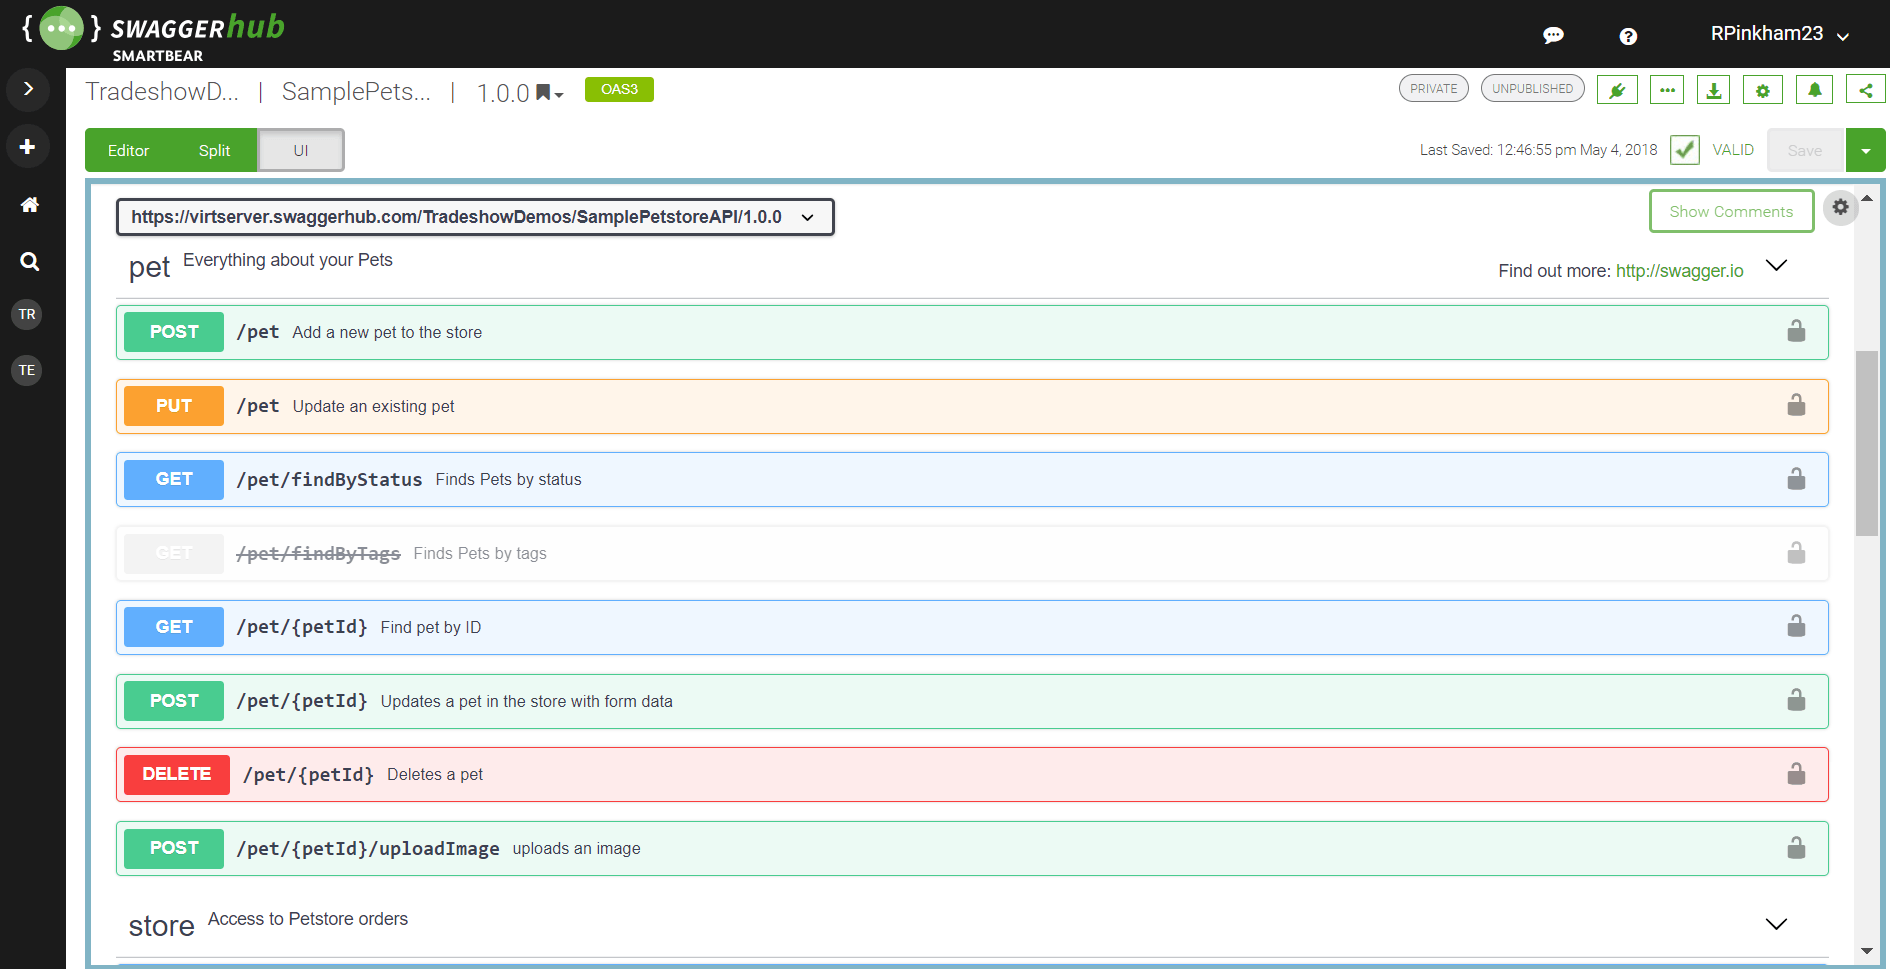 { ••• } SWAGGERhub
SMARTBEAR
RPinkham23
TradeshowD... | SamplePets... | 1.0.0 OAS3
PRIVATE UNPUBLISHED
Editor Split UI
Last Saved: 12:46:55 pm May 4, 2018 VALID Save
https://virtserver.swaggerhub.com/TradeshowDemos/SamplePetstoreAPI/1.0.0
Show Comments
TR
TE
pet Everything about your Pets
Find out more: http://swagger.io
POST /pet Add a new pet to the store
PUT /pet Update an existing pet
GET /pet/findByStatus Finds Pets by status
GET /pet/findByTags Finds Pets by tags
GET /pet/{petId} Find pet by ID
POST /pet/{petId} Updates a pet in the store with form data
DELETE /pet/{petId} Deletes a pet
POST /pet/{petId}/uploadImage uploads an image
store Access to Petstore orders